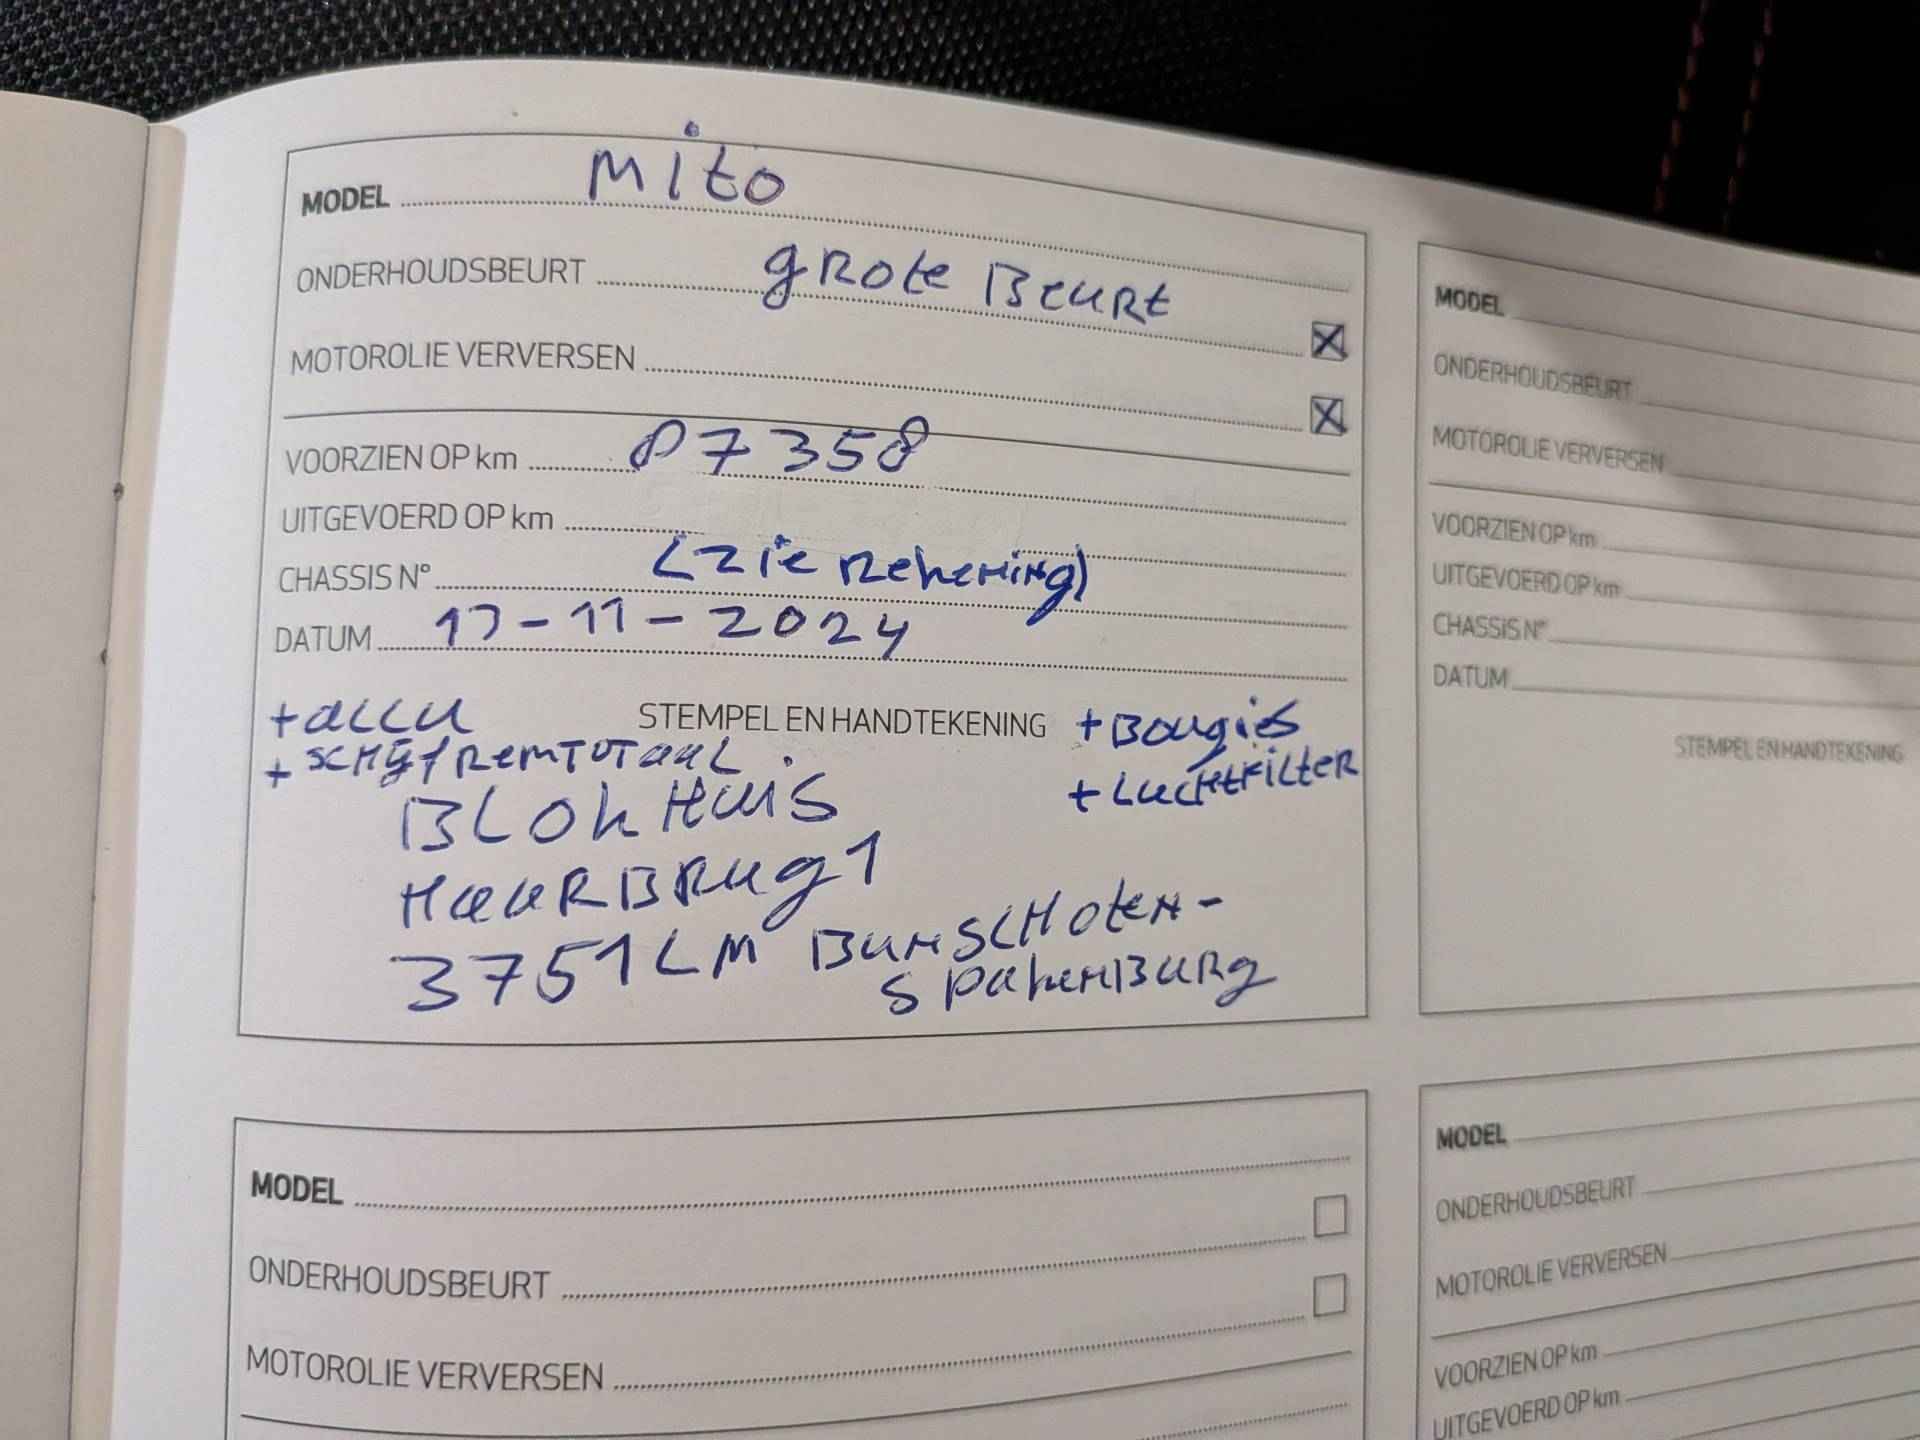 MODEL mito
ONDERHOUDSBEURT grote Beurt
MOTOROLIE VERVERSEN
VOORZIEN OP km 87358
UITGEVOERD OP km
CHASSIS N° (zie rekening)
DATUM 13-11-2024
+accu STEMPEL EN HANDTEKENING +Bougies
+schijfremtotaal +Luchtfilter
Blokhuis
Haarbrug 1
3751LM Bunschoten-
Spakenburg
MODEL
ONDERHOUDSBEURT
MOTOROLIE VERVERSEN
MODEL
ONDERHOUDSBEURT
MOTOROLIE VERVERSEN
VOORZIEN OP km
UITGEVOERD OP km
CHASSIS N°
DATUM
STEMPEL EN HANDTEKENING
MODEL
ONDERHOUDSBEURT
MOTOROLIE VERVERSEN
VOORZIEN OP km
UITGEVOERD OP km